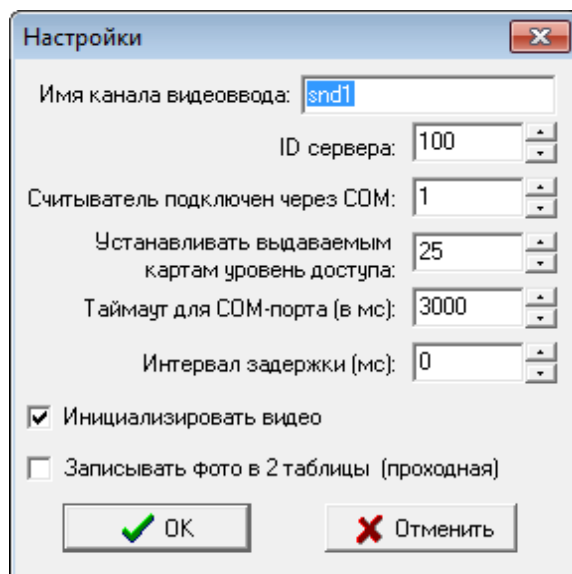 Настройки
Имя канала видеоввода: snd1
ID сервера: 100
Считыватель подключен через COM: 1
Устанавливать выдаваемым
картам уровень доступа: 25
Таймаут для COM-порта (в мс): 3000
Интервал задержки (мс): 0
Инициализировать видео
Записывать фото в 2 таблицы (проходная)
OK
Отменить